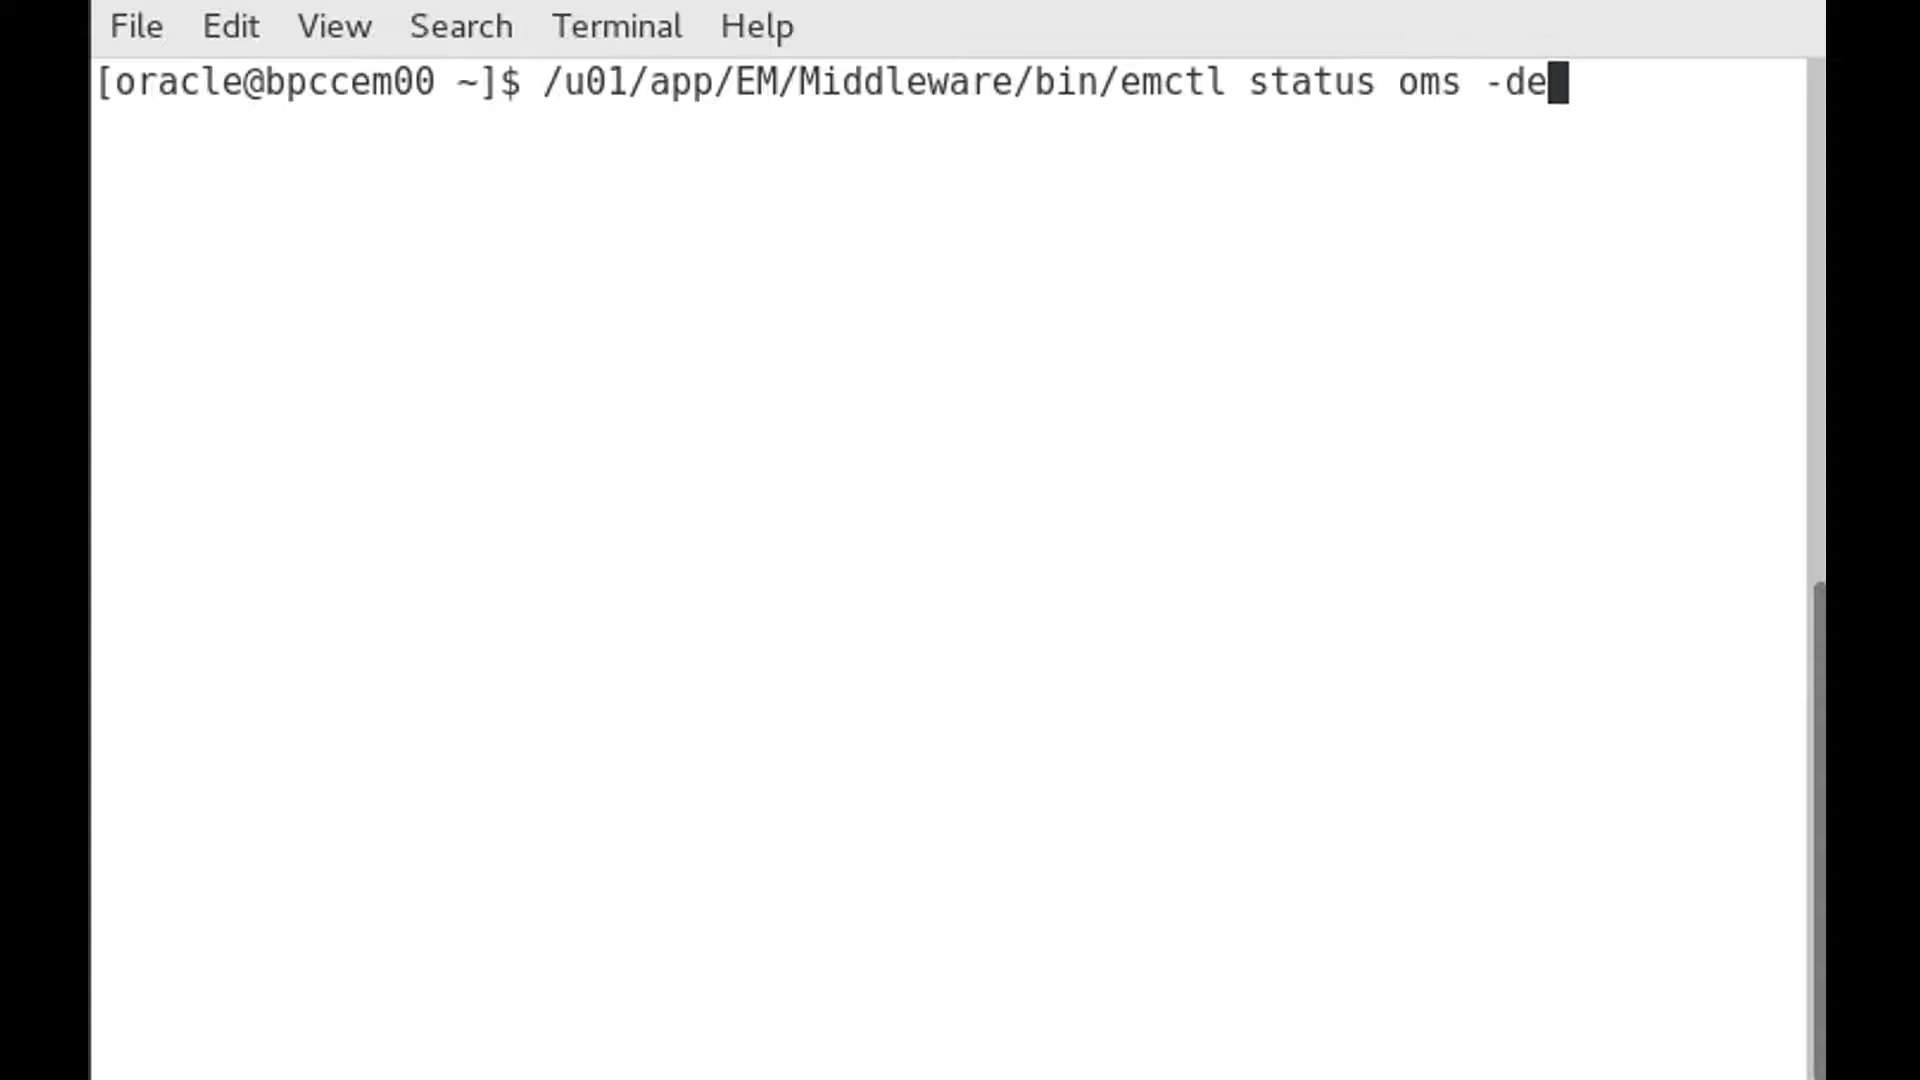 File Edit View Search Terminal Help
[oracle@bpccem00 ~]$ /u01/app/EM/Middleware/bin/emctl status oms -de